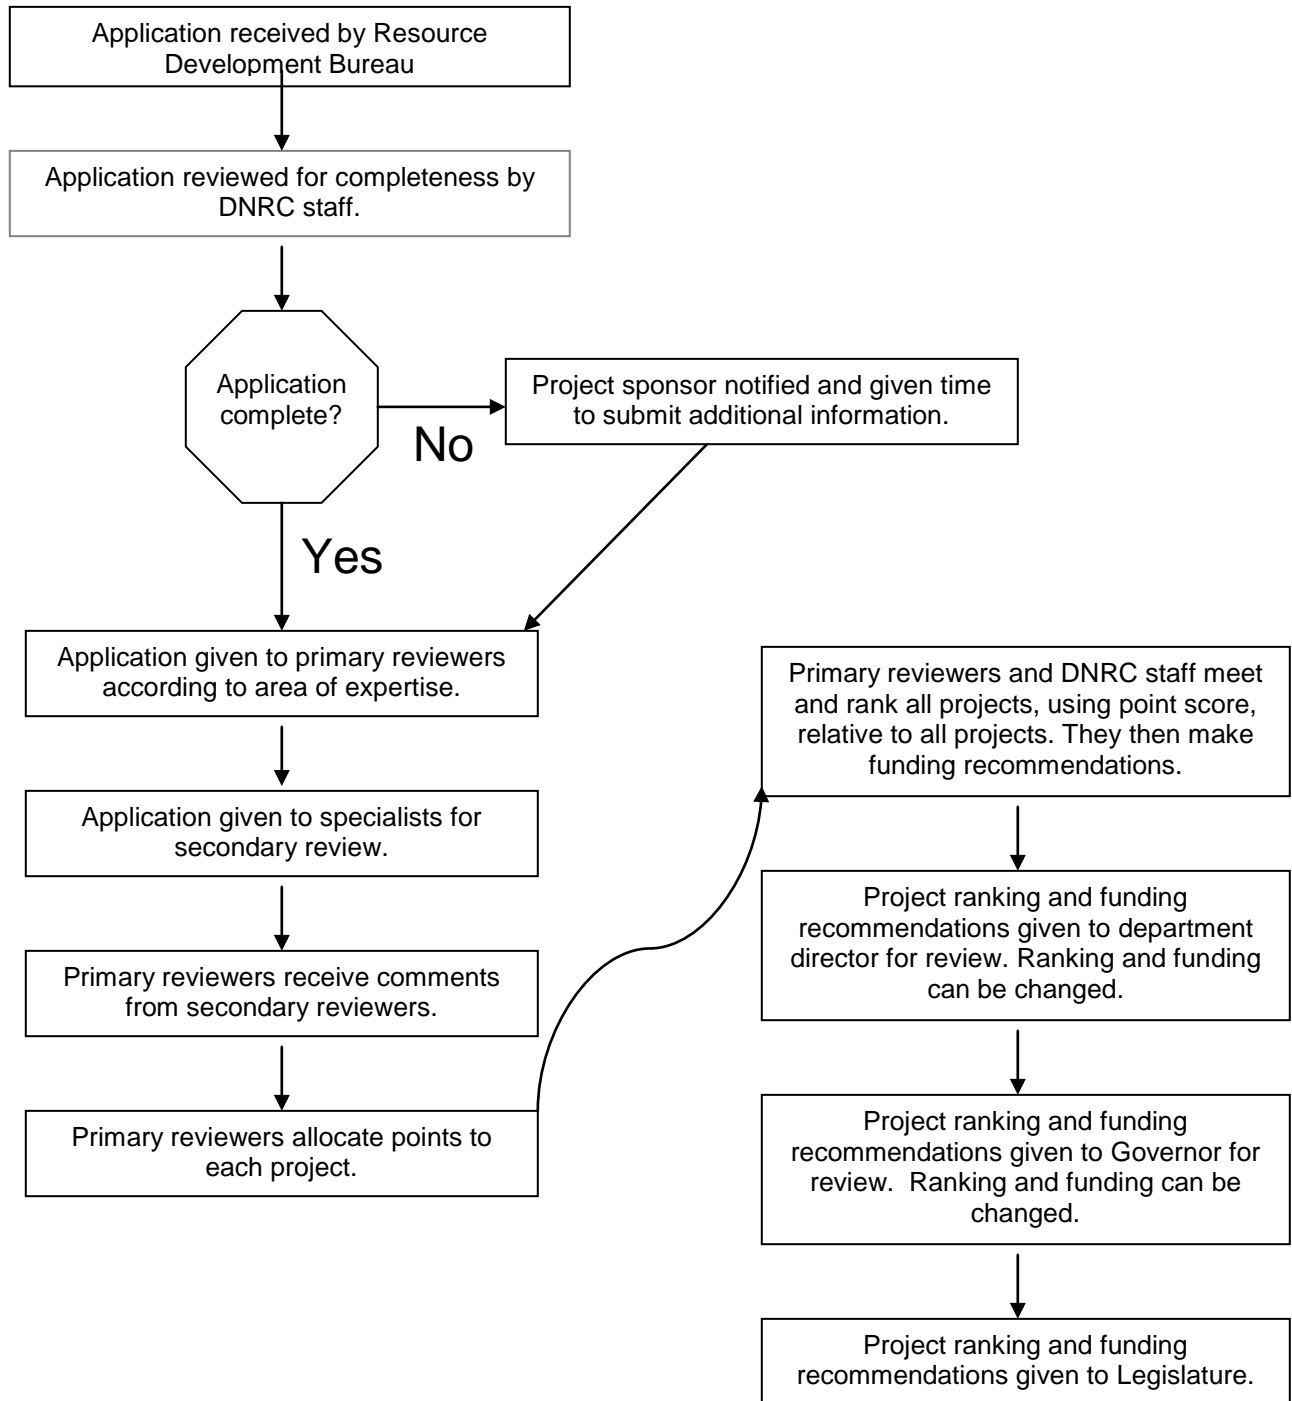 Application received by Resource
Development Bureau
Application reviewed for completeness by
DNRC staff.
Application
complete?
No
Project sponsor notified and given time
to submit additional information.
Yes
Application given to primary reviewers
according to area of expertise.
Application given to specialists for
secondary review.
Primary reviewers receive comments
from secondary reviewers.
Primary reviewers allocate points to
each project.
Primary reviewers and DNRC staff meet
and rank all projects, using point score,
relative to all projects. They then make
funding recommendations.
Project ranking and funding
recommendations given to department
director for review. Ranking and funding
can be changed.
Project ranking and funding
recommendations given to Governor for
review.  Ranking and funding can be
changed.
Project ranking and funding
recommendations given to Legislature.